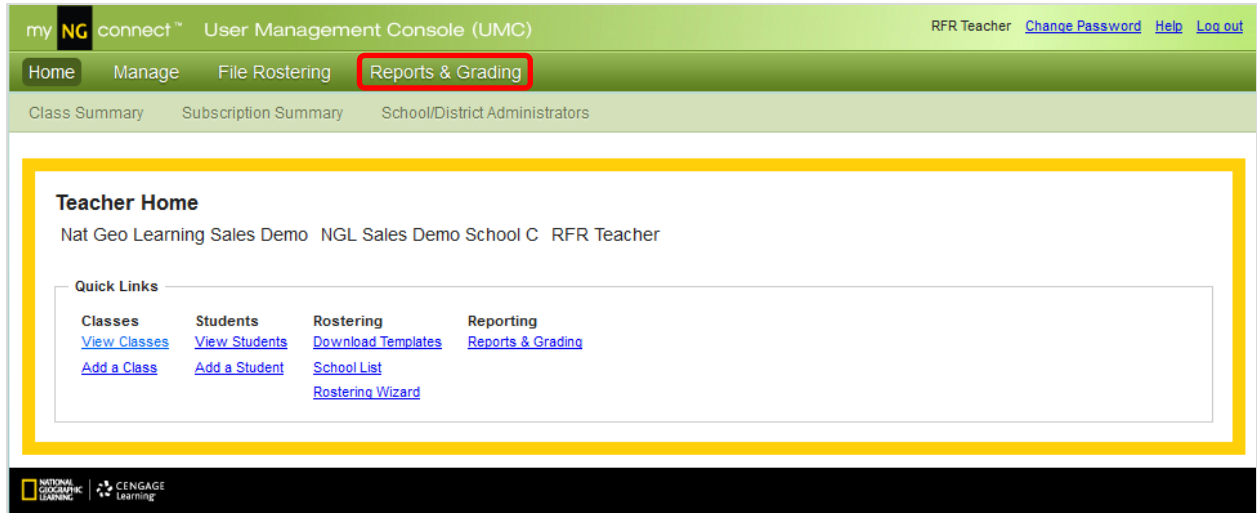 my NG connect™ User Management Console (UMC) RFR Teacher Change Password Help Log out
Home Manage File Rostering Reports & Grading
Class Summary Subscription Summary School/District Administrators
Teacher Home
Nat Geo Learning Sales Demo NGL Sales Demo School C RFR Teacher
Quick Links
Classes Students Rostering Reporting
View Classes View Students Download Templates Reports & Grading
Add a Class Add a Student School List
Rostering Wizard
NATIONAL
GEOGRAPHIC
LEARNING
CENGAGE
Learning